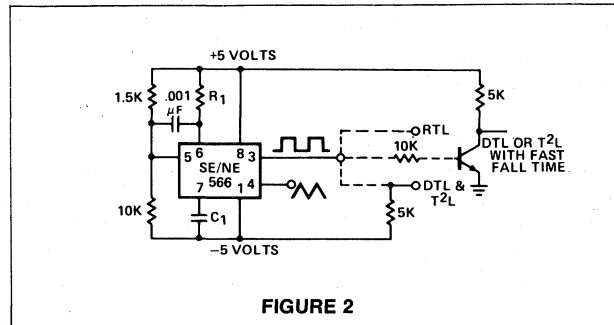 +5 VOLTS
1.5K
.001
µF
R1
5K
RTL
10K
DTL OR T²L
WITH FAST
FALL TIME
5
6
8
3
SE/NE
566
7
1
4
10K
C1
DTL &
T²L
5K
−5 VOLTS
FIGURE 2